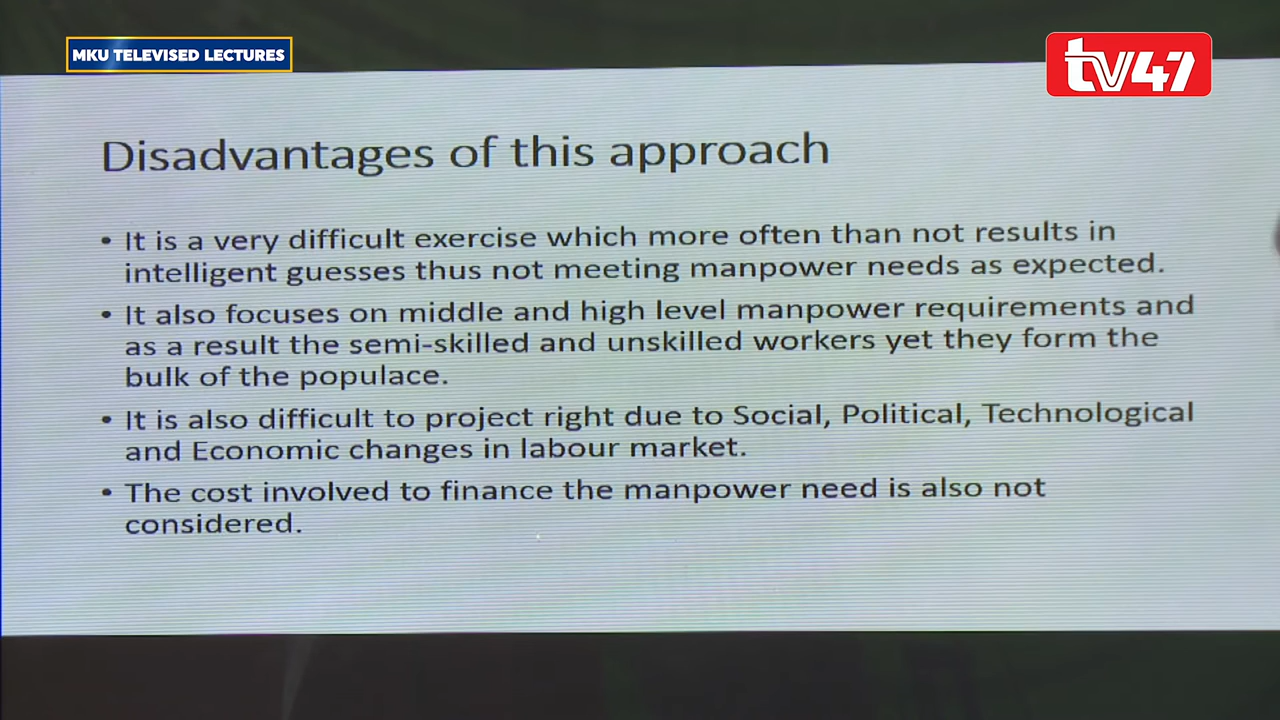 MKU TELEVISED LECTURES
tv47
Disadvantages of this approach
• It is a very difficult exercise which more often than not results in
intelligent guesses thus not meeting manpower needs as expected.
• It also focuses on middle and high level manpower requirements and
as a result the semi-skilled and unskilled workers yet they form the
bulk of the populace.
• It is also difficult to project right due to Social, Political, Technological
and Economic changes in labour market.
• The cost involved to finance the manpower need is also not
considered.